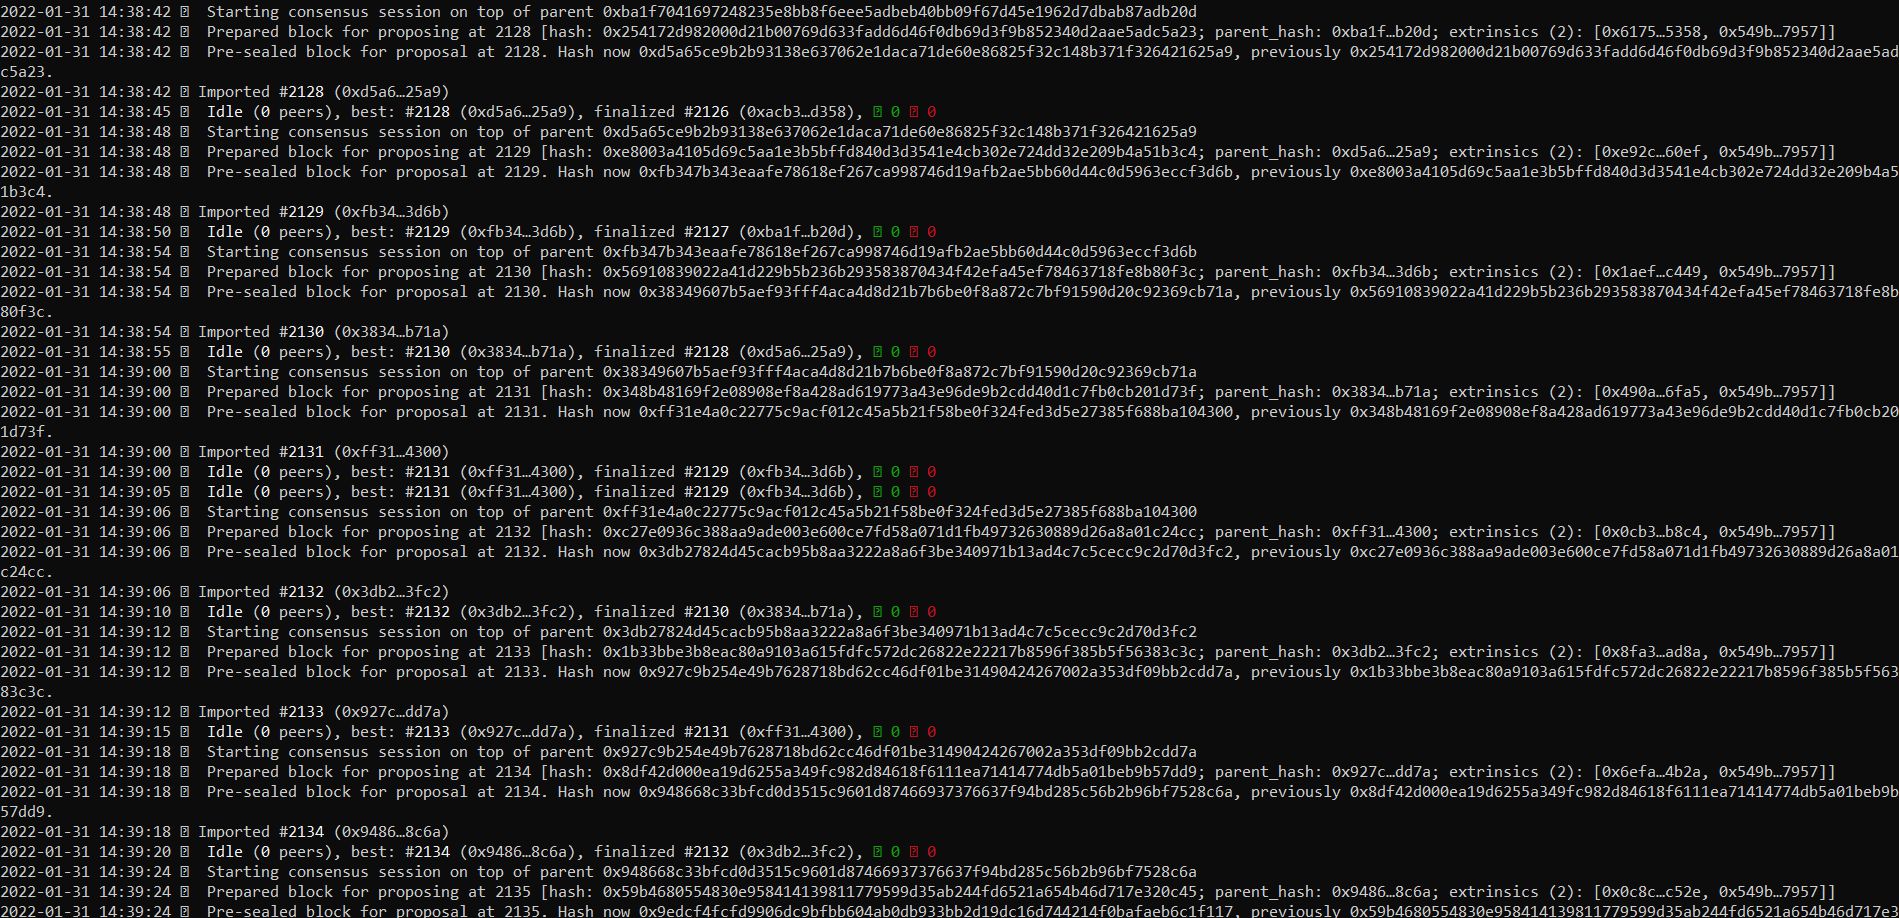 2022-01-31 14:38:42 Starting consensus session on top of parent 0xba1f7041697248235e8bb8f6eee5adbeb40bb09f67d45e1962d7dbab87adb20d
2022-01-31 14:38:42 Prepared block for proposing at 2128 [hash: 0x254172d982000d21b00769d633fadd6d46f0db69d3f9b852340d2aae5adc5a23; parent_hash: 0xba1f…b20d; extrinsics (2): [0x6175…5358, 0x549b…7957]]
2022-01-31 14:38:42 Pre-sealed block for proposal at 2128. Hash now 0xd5a65ce9b2b93138e637062e1daca71de60e86825f32c148b371f326421625a9, previously 0x254172d982000d21b00769d633fadd6d46f0db69d3f9b852340d2aae5ad
c5a23.
2022-01-31 14:38:42 Imported #2128 (0xd5a6…25a9)
2022-01-31 14:38:45 Idle (0 peers), best: #2128 (0xd5a6…25a9), finalized #2126 (0xacb3…d358), 0 0
2022-01-31 14:38:48 Starting consensus session on top of parent 0xd5a65ce9b2b93138e637062e1daca71de60e86825f32c148b371f326421625a9
2022-01-31 14:38:48 Prepared block for proposing at 2129 [hash: 0xe8003a4105d69c5aa1e3b5bffd840d3d3541e4cb302e724dd32e209b4a51b3c4; parent_hash: 0xd5a6…25a9; extrinsics (2): [0xe92c…60ef, 0x549b…7957]]
2022-01-31 14:38:48 Pre-sealed block for proposal at 2129. Hash now 0xfb347b343eaafe78618ef267ca998746d19afb2ae5bb60d44c0d5963eccf3d6b, previously 0xe8003a4105d69c5aa1e3b5bffd840d3d3541e4cb302e724dd32e209b4a5
1b3c4.
2022-01-31 14:38:48 Imported #2129 (0xfb34…3d6b)
2022-01-31 14:38:50 Idle (0 peers), best: #2129 (0xfb34…3d6b), finalized #2127 (0xba1f…b20d), 0 0
2022-01-31 14:38:54 Starting consensus session on top of parent 0xfb347b343eaafe78618ef267ca998746d19afb2ae5bb60d44c0d5963eccf3d6b
2022-01-31 14:38:54 Prepared block for proposing at 2130 [hash: 0x56910839022a41d229b5b236b293583870434f42efa45ef78463718fe8b80f3c; parent_hash: 0xfb34…3d6b; extrinsics (2): [0x1aef…c449, 0x549b…7957]]
2022-01-31 14:38:54 Pre-sealed block for proposal at 2130. Hash now 0x38349607b5aef93fff4aca4d8d21b7b6be0f8a872c7bf91590d20c92369cb71a, previously 0x56910839022a41d229b5b236b293583870434f42efa45ef78463718fe8b
80f3c.
2022-01-31 14:38:54 Imported #2130 (0x3834…b71a)
2022-01-31 14:38:55 Idle (0 peers), best: #2130 (0x3834…b71a), finalized #2128 (0xd5a6…25a9), 0 0
2022-01-31 14:39:00 Starting consensus session on top of parent 0x38349607b5aef93fff4aca4d8d21b7b6be0f8a872c7bf91590d20c92369cb71a
2022-01-31 14:39:00 Prepared block for proposing at 2131 [hash: 0x348b48169f2e08908ef8a428ad619773a43e96de9b2cdd40d1c7fb0cb201d73f; parent_hash: 0x3834…b71a; extrinsics (2): [0x490a…6fa5, 0x549b…7957]]
2022-01-31 14:39:00 Pre-sealed block for proposal at 2131. Hash now 0xff31e4a0c22775c9acf012c45a5b21f58be0f324fed3d5e27385f688ba104300, previously 0x348b48169f2e08908ef8a428ad619773a43e96de9b2cdd40d1c7fb0cb20
1d73f.
2022-01-31 14:39:00 Imported #2131 (0xff31…4300)
2022-01-31 14:39:00 Idle (0 peers), best: #2131 (0xff31…4300), finalized #2129 (0xfb34…3d6b), 0 0
2022-01-31 14:39:05 Idle (0 peers), best: #2131 (0xff31…4300), finalized #2129 (0xfb34…3d6b), 0 0
2022-01-31 14:39:06 Starting consensus session on top of parent 0xff31e4a0c22775c9acf012c45a5b21f58be0f324fed3d5e27385f688ba104300
2022-01-31 14:39:06 Prepared block for proposing at 2132 [hash: 0xc27e0936c388aa9ade003e600ce7fd58a071d1fb49732630889d26a8a01c24cc; parent_hash: 0xff31…4300; extrinsics (2): [0x0cb3…b8c4, 0x549b…7957]]
2022-01-31 14:39:06 Pre-sealed block for proposal at 2132. Hash now 0x3db27824d45cacb95b8aa3222a8a6f3be340971b13ad4c7c5cecc9c2d70d3fc2, previously 0xc27e0936c388aa9ade003e600ce7fd58a071d1fb49732630889d26a8a01
c24cc.
2022-01-31 14:39:06 Imported #2132 (0x3db2…3fc2)
2022-01-31 14:39:10 Idle (0 peers), best: #2132 (0x3db2…3fc2), finalized #2130 (0x3834…b71a), 0 0
2022-01-31 14:39:12 Starting consensus session on top of parent 0x3db27824d45cacb95b8aa3222a8a6f3be340971b13ad4c7c5cecc9c2d70d3fc2
2022-01-31 14:39:12 Prepared block for proposing at 2133 [hash: 0x1b33bbe3b8eac80a9103a615fdfc572dc26822e22217b8596f385b5f56383c3c; parent_hash: 0x3db2…3fc2; extrinsics (2): [0x8fa3…ad8a, 0x549b…7957]]
2022-01-31 14:39:12 Pre-sealed block for proposal at 2133. Hash now 0x927c9b254e49b7628718bd62cc46df01be31490424267002a353df09bb2cdd7a, previously 0x1b33bbe3b8eac80a9103a615fdfc572dc26822e22217b8596f385b5f563
83c3c.
2022-01-31 14:39:12 Imported #2133 (0x927c…dd7a)
2022-01-31 14:39:15 Idle (0 peers), best: #2133 (0x927c…dd7a), finalized #2131 (0xff31…4300), 0 0
2022-01-31 14:39:18 Starting consensus session on top of parent 0x927c9b254e49b7628718bd62cc46df01be31490424267002a353df09bb2cdd7a
2022-01-31 14:39:18 Prepared block for proposing at 2134 [hash: 0x8df42d000ea19d6255a349fc982d84618f6111ea71414774db5a01beb9b57dd9; parent_hash: 0x927c…dd7a; extrinsics (2): [0x6efa…4b2a, 0x549b…7957]]
2022-01-31 14:39:18 Pre-sealed block for proposal at 2134. Hash now 0x948668c33bfcd0d3515c9601d87466937376637f94bd285c56b2b96bf7528c6a, previously 0x8df42d000ea19d6255a349fc982d84618f6111ea71414774db5a01beb9b
57dd9.
2022-01-31 14:39:18 Imported #2134 (0x9486…8c6a)
2022-01-31 14:39:20 Idle (0 peers), best: #2134 (0x9486…8c6a), finalized #2132 (0x3db2…3fc2), 0 0
2022-01-31 14:39:24 Starting consensus session on top of parent 0x948668c33bfcd0d3515c9601d87466937376637f94bd285c56b2b96bf7528c6a
2022-01-31 14:39:24 Prepared block for proposing at 2135 [hash: 0x59b4680554830e958414139811779599d35ab244fd6521a654b46d717e320c45; parent_hash: 0x9486…8c6a; extrinsics (2): [0x0c8c…c52e, 0x549b…7957]]
2022-01-31 14:39:24 Pre-sealed block for proposal at 2135. Hash now 0x9edcf4fcfd9906dc9bfbb604ab0db933bb2d19dc16d744214f0bafaeb6c1f117, previously 0x59b4680554830e958414139811779599d35ab244fd6521a654b46d717e3